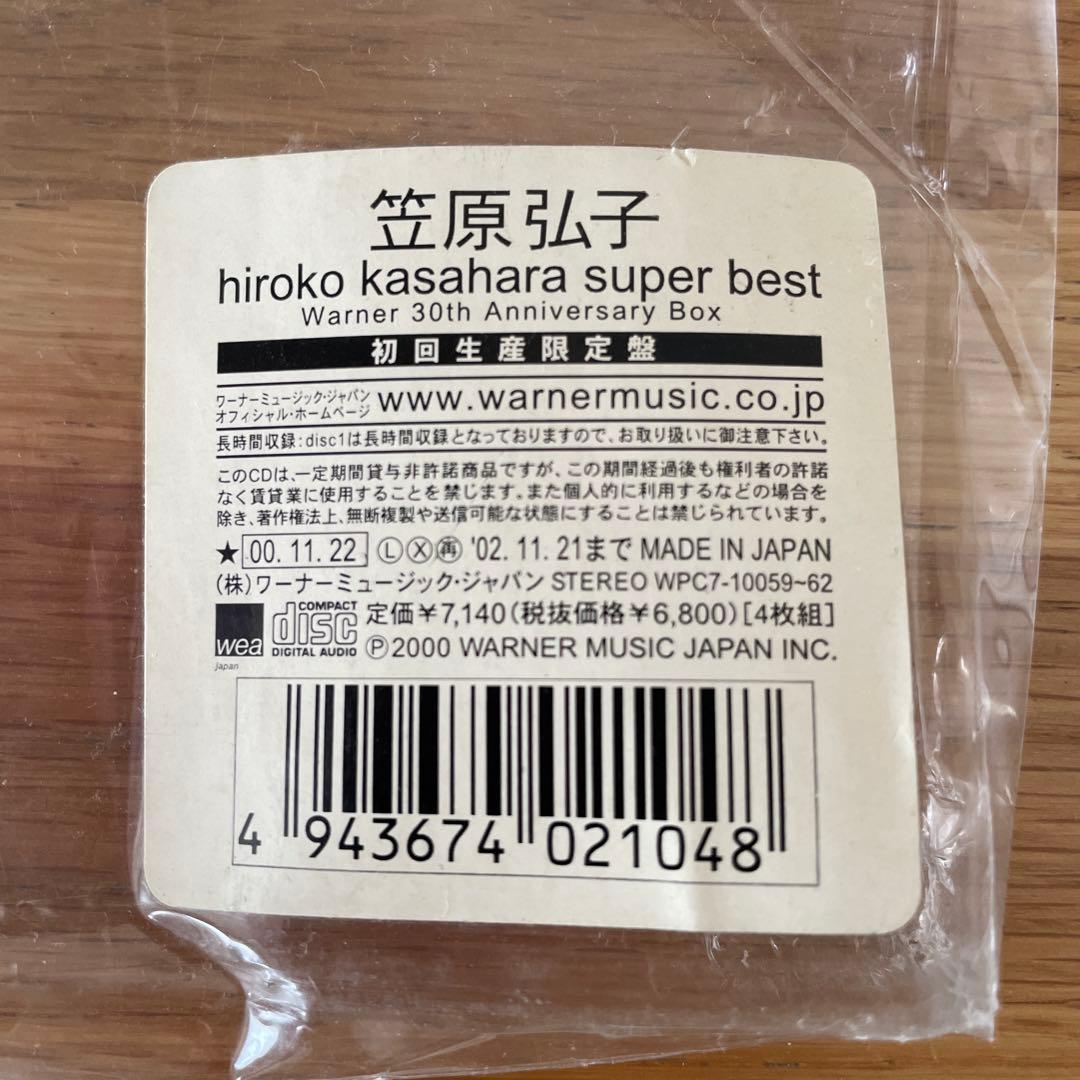 笠原弘子
hiroko kasahara super best
Warner 30th Anniversary Box
初回生産限定盤
ワーナーミュージック・ジャパン
オフィシャル・ホームページ www.warnermusic.co.jp
長時間収録:disc1は長時間収録となっておりますので、お取り扱いに御注意下さい。
このCDは、一定期間貸与非許諾商品ですが、この期間経過後も権利者の許諾
なく賃貸業に使用することを禁じます。また個人的に利用するなどの場合を
除き、著作権法上、無断複製や送信可能な状態にすることは禁じられています。
★ 00.11.22 Ⓛ Ⓧ ㊢ '02.11.21まで MADE IN JAPAN
(株)ワーナーミュージック・ジャパン STEREO WPC7-10059~62
wea japan COMPACT disc DIGITAL AUDIO 定価¥7,140(税抜価格¥6,800)[4枚組]
Ⓟ2000 WARNER MUSIC JAPAN INC.
4 943674 021048